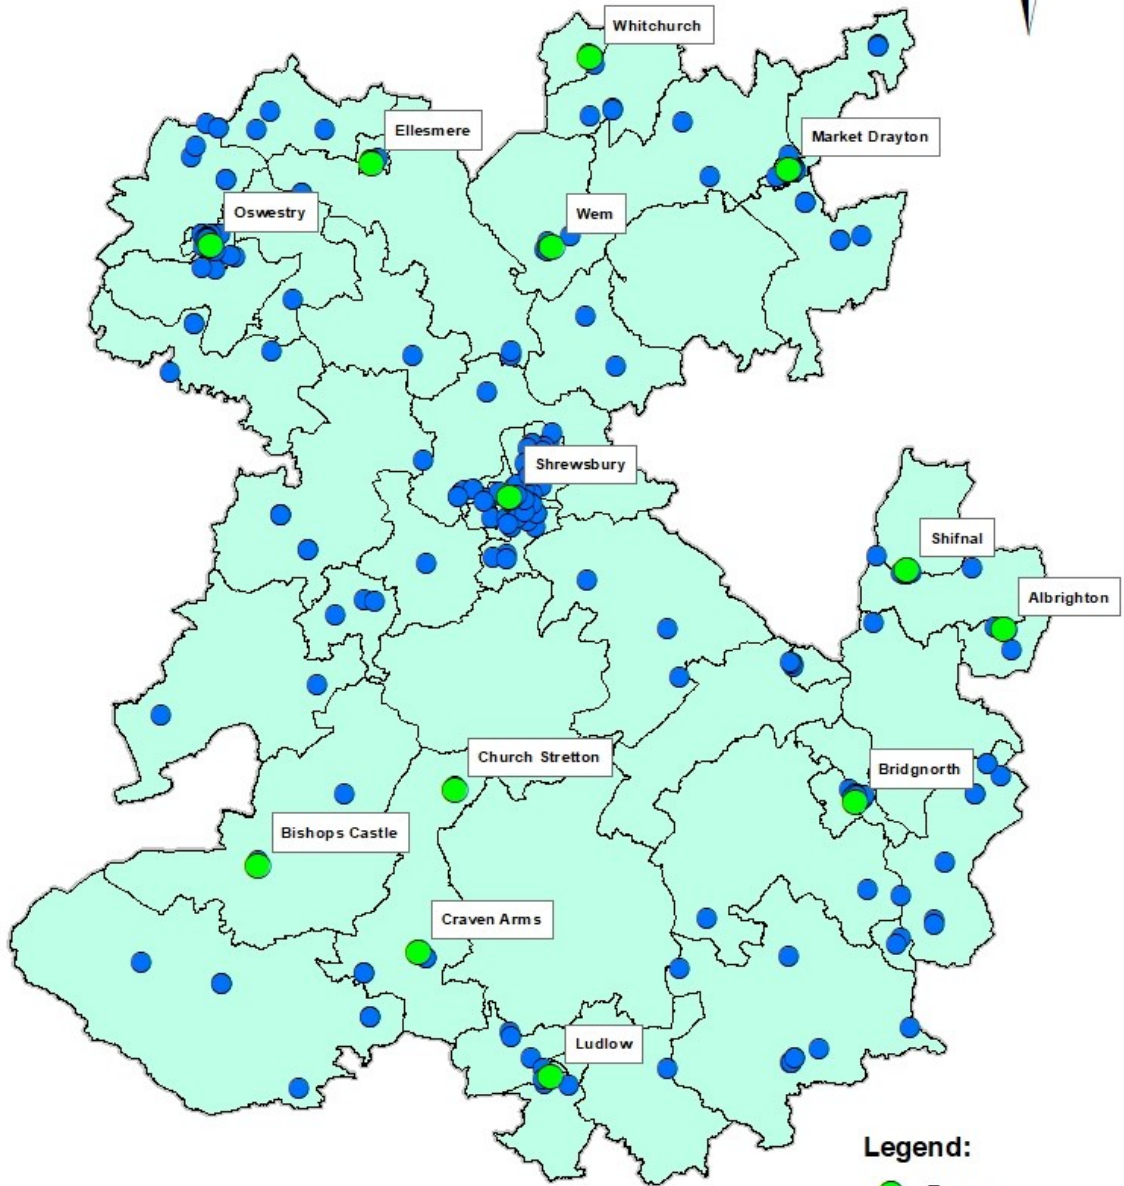 Whitchurch
Ellesmere
Market Drayton
Oswestry
Wem
Shrewsbury
Shifnal
Albrighton
Church Stretton
Bridgnorth
Bishops Castle
Craven Arms
Ludlow
Legend: